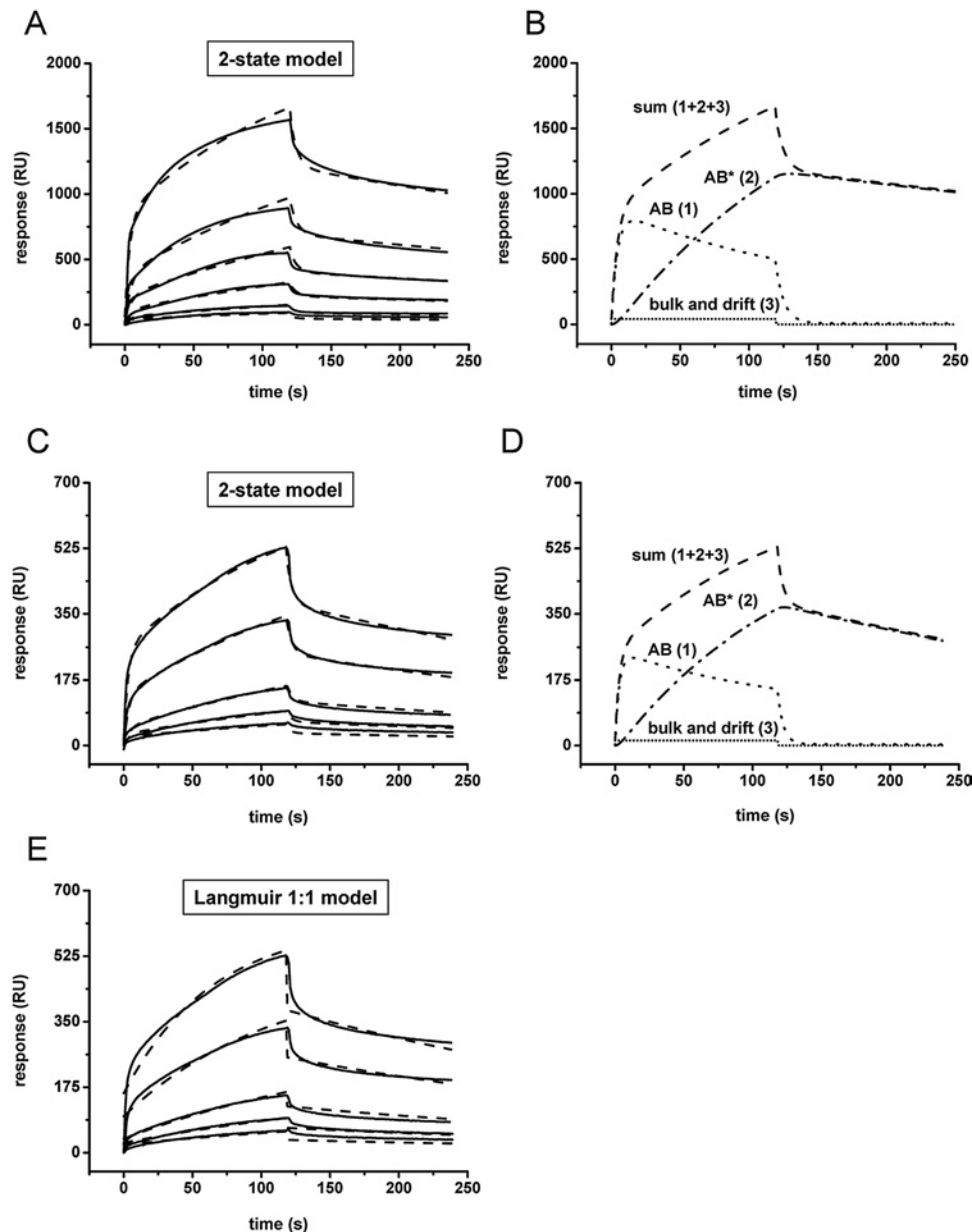 A
2-state model
response (RU)
2000
1500
1000
500
0
0
50
100
150
200
250
time (s)
B
sum (1+2+3)
AB* (2)
AB (1)
bulk and drift (3)
response (RU)
2000
1500
1000
500
0
0
50
100
150
200
250
time (s)
C
2-state model
response (RU)
700
525
350
175
0
0
50
100
150
200
250
time (s)
D
sum (1+2+3)
AB* (2)
AB (1)
bulk and drift (3)
response (RU)
700
525
350
175
0
0
50
100
150
200
250
time (s)
E
Langmuir 1:1 model
response (RU)
700
525
350
175
0
0
50
100
150
200
250
time (s)